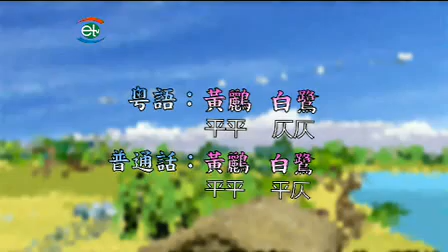 etv
粵語：黃鸝 白鷺
平平 仄仄
普通話：黃鸝 白鷺
平平 平仄